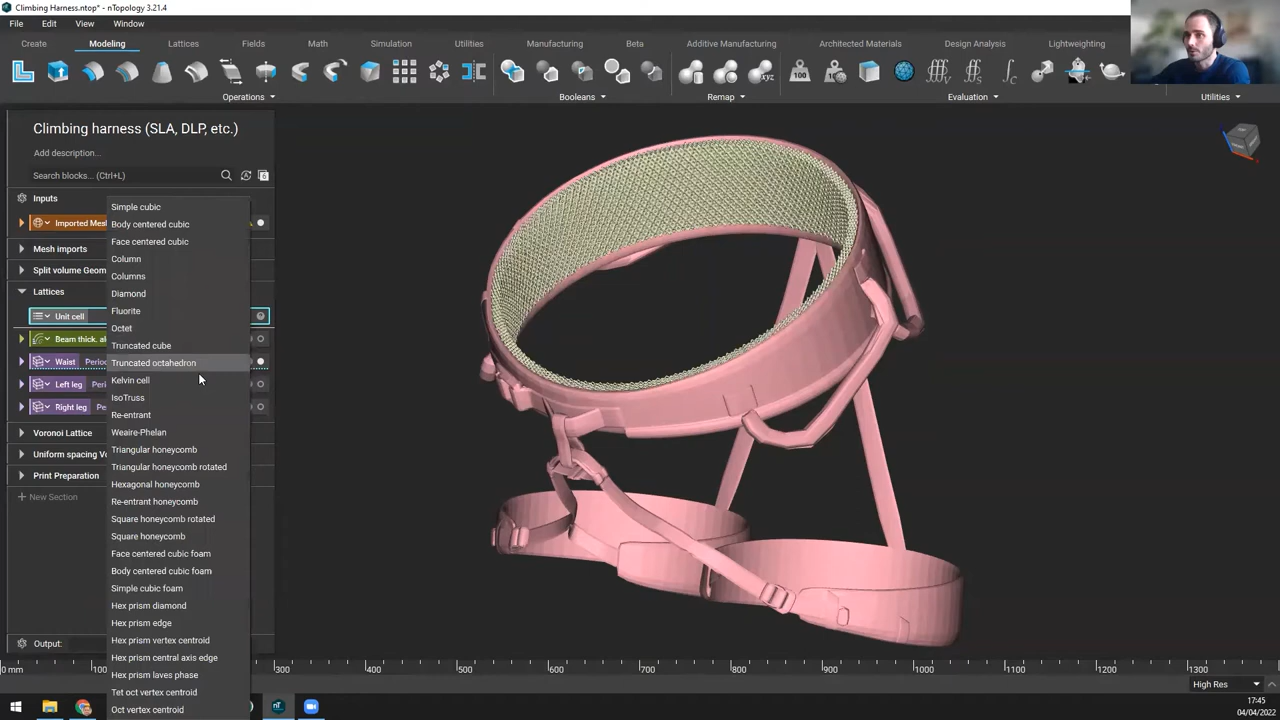 Climbing Harness.ntop* - nTopology 3.21.4
File Edit View Window
Create Modeling Lattices Fields Math Simulation Utilities Manufacturing Beta Additive Manufacturing Architected Materials Design Analysis Lightweighting
100 100 xyz
Operations Booleans Remap Evaluation Utilities
Climbing harness (SLA, DLP, etc.)
Add description...
Search blocks... (Ctrl+L)
Inputs
Imported Mes
Mesh imports
Split volume Geom
Lattices
Unit cell
Beam thick. al
Waist Period
Left leg Peri
Right leg Pe
Voronoi Lattice
Uniform spacing Vo
Print Preparation
+ New Section
Output:
Simple cubic
Body centered cubic
Face centered cubic
Column
Columns
Diamond
Fluorite
Octet
Truncated cube
Truncated octahedron
Kelvin cell
IsoTruss
Re-entrant
Weaire-Phelan
Triangular honeycomb
Triangular honeycomb rotated
Hexagonal honeycomb
Re-entrant honeycomb
Square honeycomb rotated
Square honeycomb
Face centered cubic foam
Body centered cubic foam
Simple cubic foam
Hex prism diamond
Hex prism edge
Hex prism vertex centroid
Hex prism central axis edge
Hex prism laves phase
Tet oct vertex centroid
Oct vertex centroid
0 mm 100 300 400 500 600 700 800 900 1000 1100 1200 1300
High Res
17:45
04/04/2022